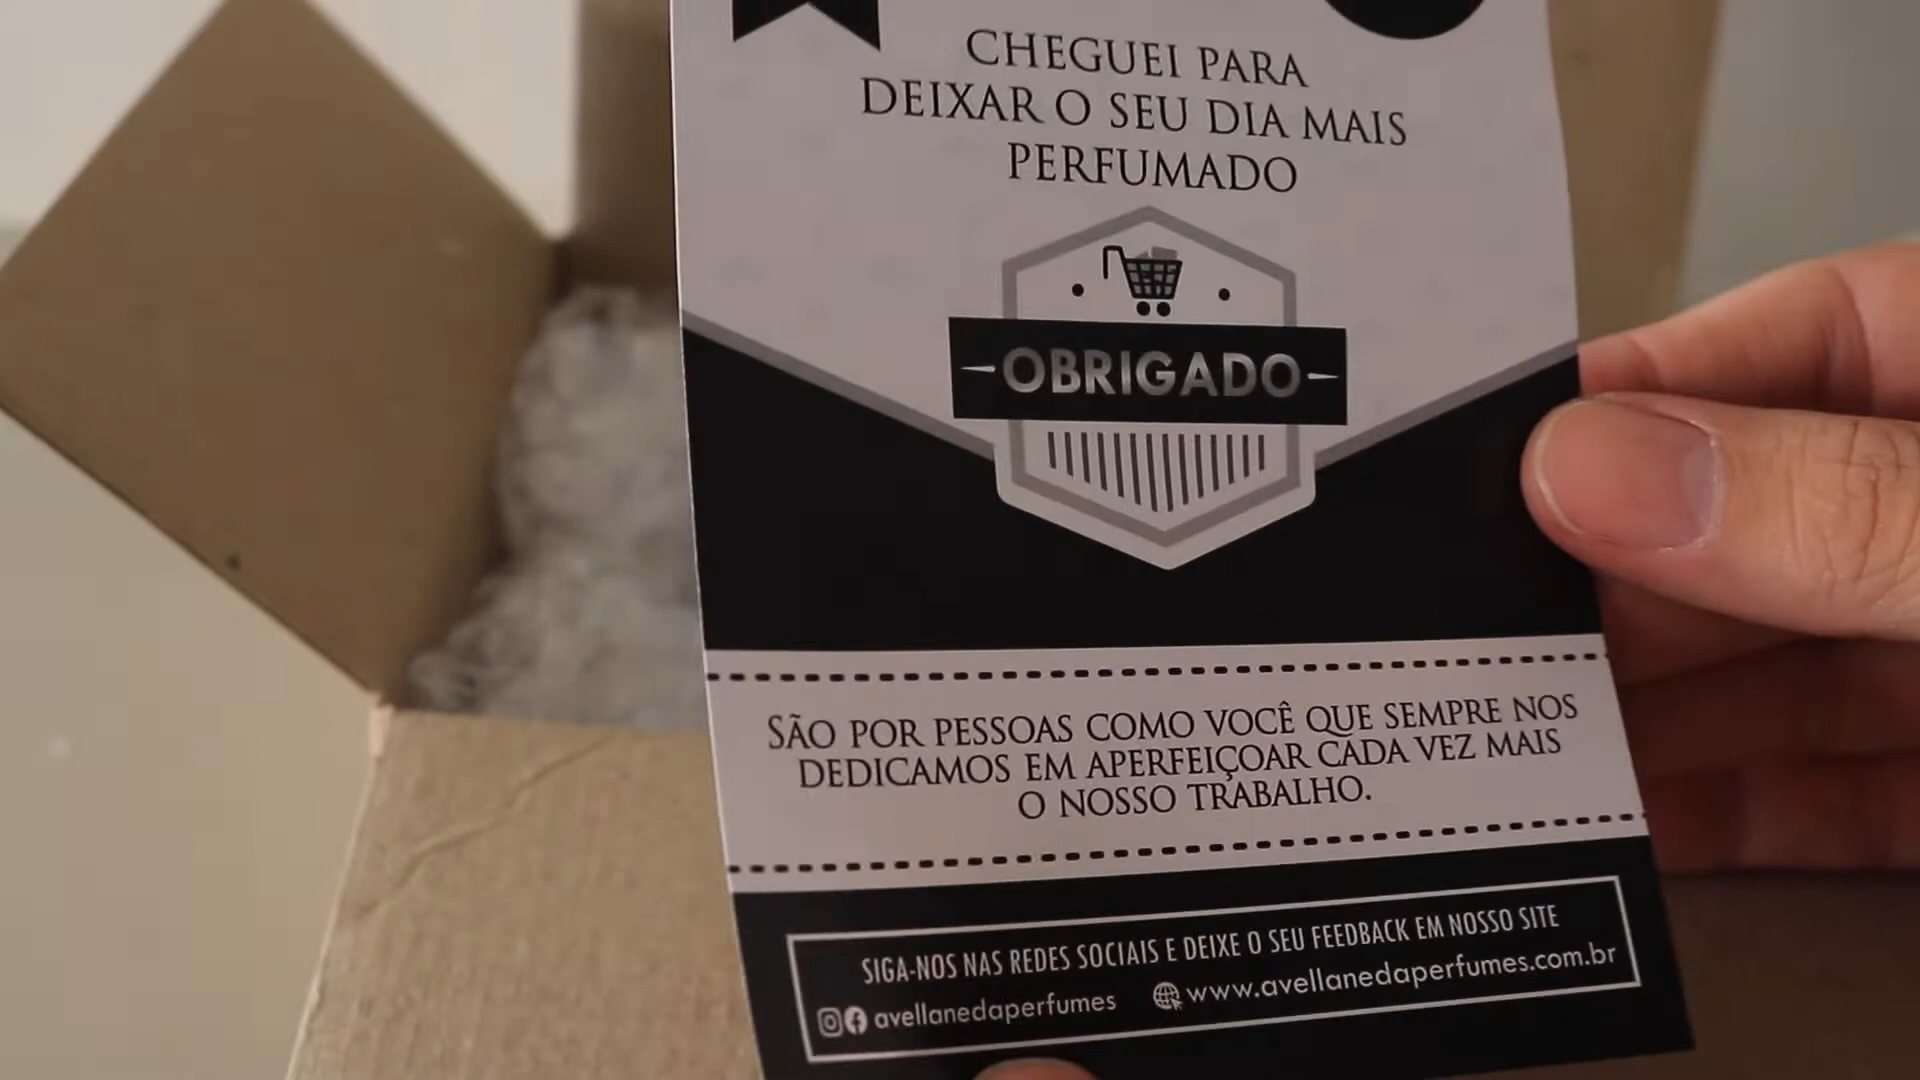 CHEGUEI PARA
DEIXAR O SEU DIA MAIS
PERFUMADO
OBRIGADO
SÃO POR PESSOAS COMO VOCÊ QUE SEMPRE NOS
DEDICAMOS EM APERFEIÇOAR CADA VEZ MAIS
O NOSSO TRABALHO.
SIGA-NOS NAS REDES SOCIAIS E DEIXE O SEU FEEDBACK EM NOSSO SITE
avellanedaperfumes www.avellanedaperfumes.com.br